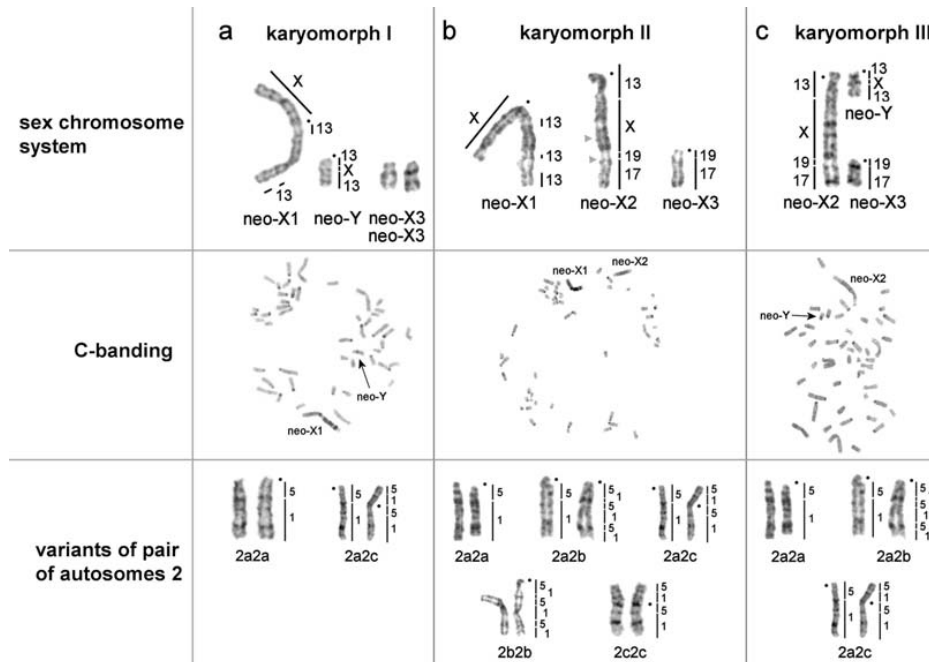 a karyomorph I
b karyomorph II
c karyomorph III
sex chromosome
system
X
13
13
13
X
13
neo-X1
neo-Y
neo-X3
neo-X3
X
13
13
13
X
19
17
19
17
neo-X1
neo-X2
neo-X3
13
X
19
17
13
X
13
neo-Y
19
17
neo-X2
neo-X3
C-banding
neo-Y
neo-X1
neo-X1
neo-X2
neo-X2
neo-Y
variants of pair
of autosomes 2
5
1
2a2a
5
1
5
1
5
1
2a2c
5
1
2a2a
5
1
5
1
5
1
2a2b
5
1
5
1
5
1
2a2c
5
1
5
1
2b2b
5
1
5
1
2c2c
5
1
2a2a
5
1
5
1
5
1
2a2b
5
1
5
1
5
1
2a2c